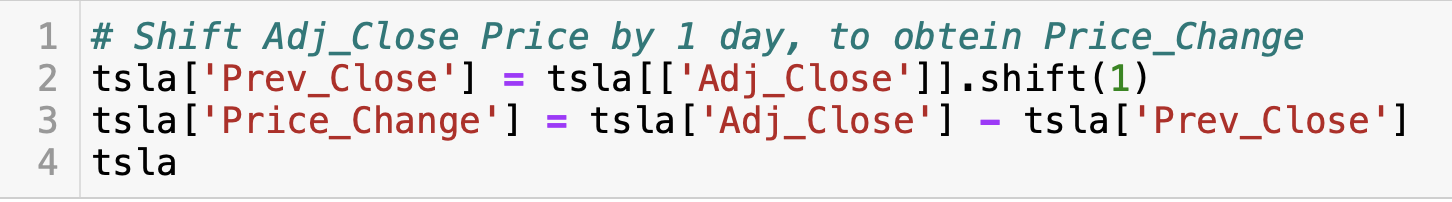 1 # Shift Adj_Close Price by 1 day, to obtein Price_Change
2 tsla['Prev_Close'] = tsla[['Adj_Close']].shift(1)
3 tsla['Price_Change'] = tsla['Adj_Close'] - tsla['Prev_Close']
4 tsla